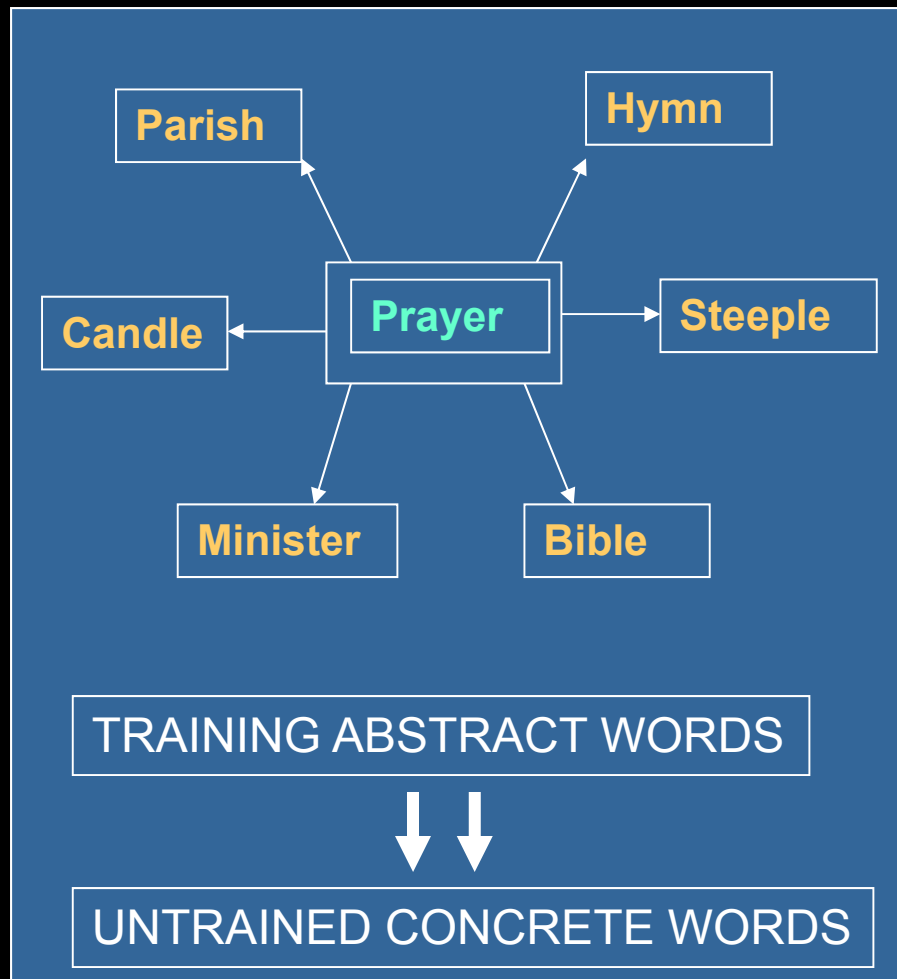 Parish
Hymn
Candle
Prayer
Steeple
Minister
Bible
TRAINING ABSTRACT WORDS
UNTRAINED CONCRETE WORDS